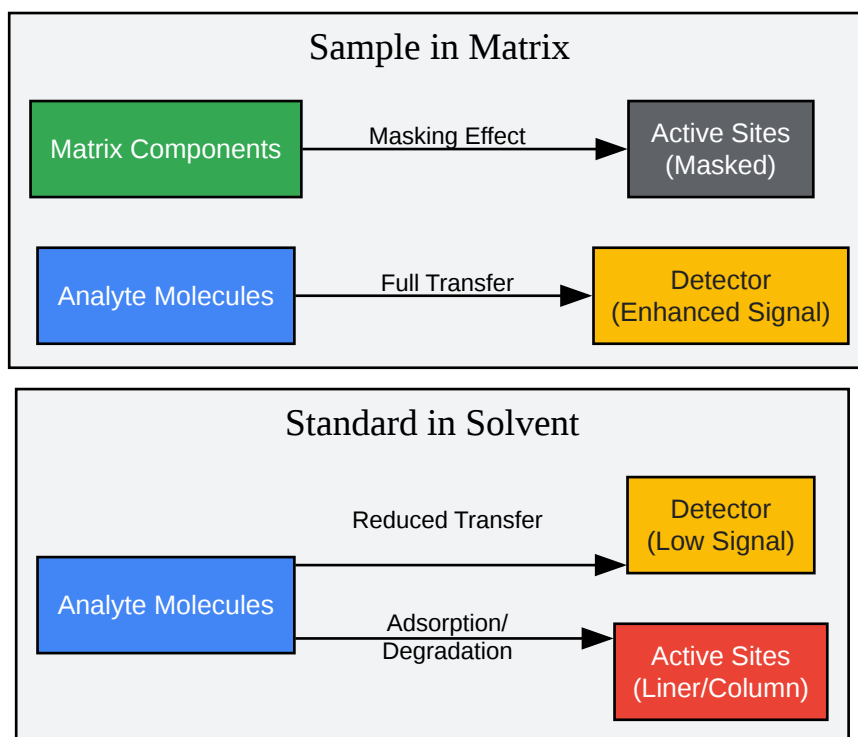 Sample in Matrix
Matrix Components
Masking Effect
Active Sites
(Masked)
Analyte Molecules
Full Transfer
Detector
(Enhanced Signal)
Standard in Solvent
Analyte Molecules
Reduced Transfer
Detector
(Low Signal)
Adsorption/
Degradation
Active Sites
(Liner/Column)